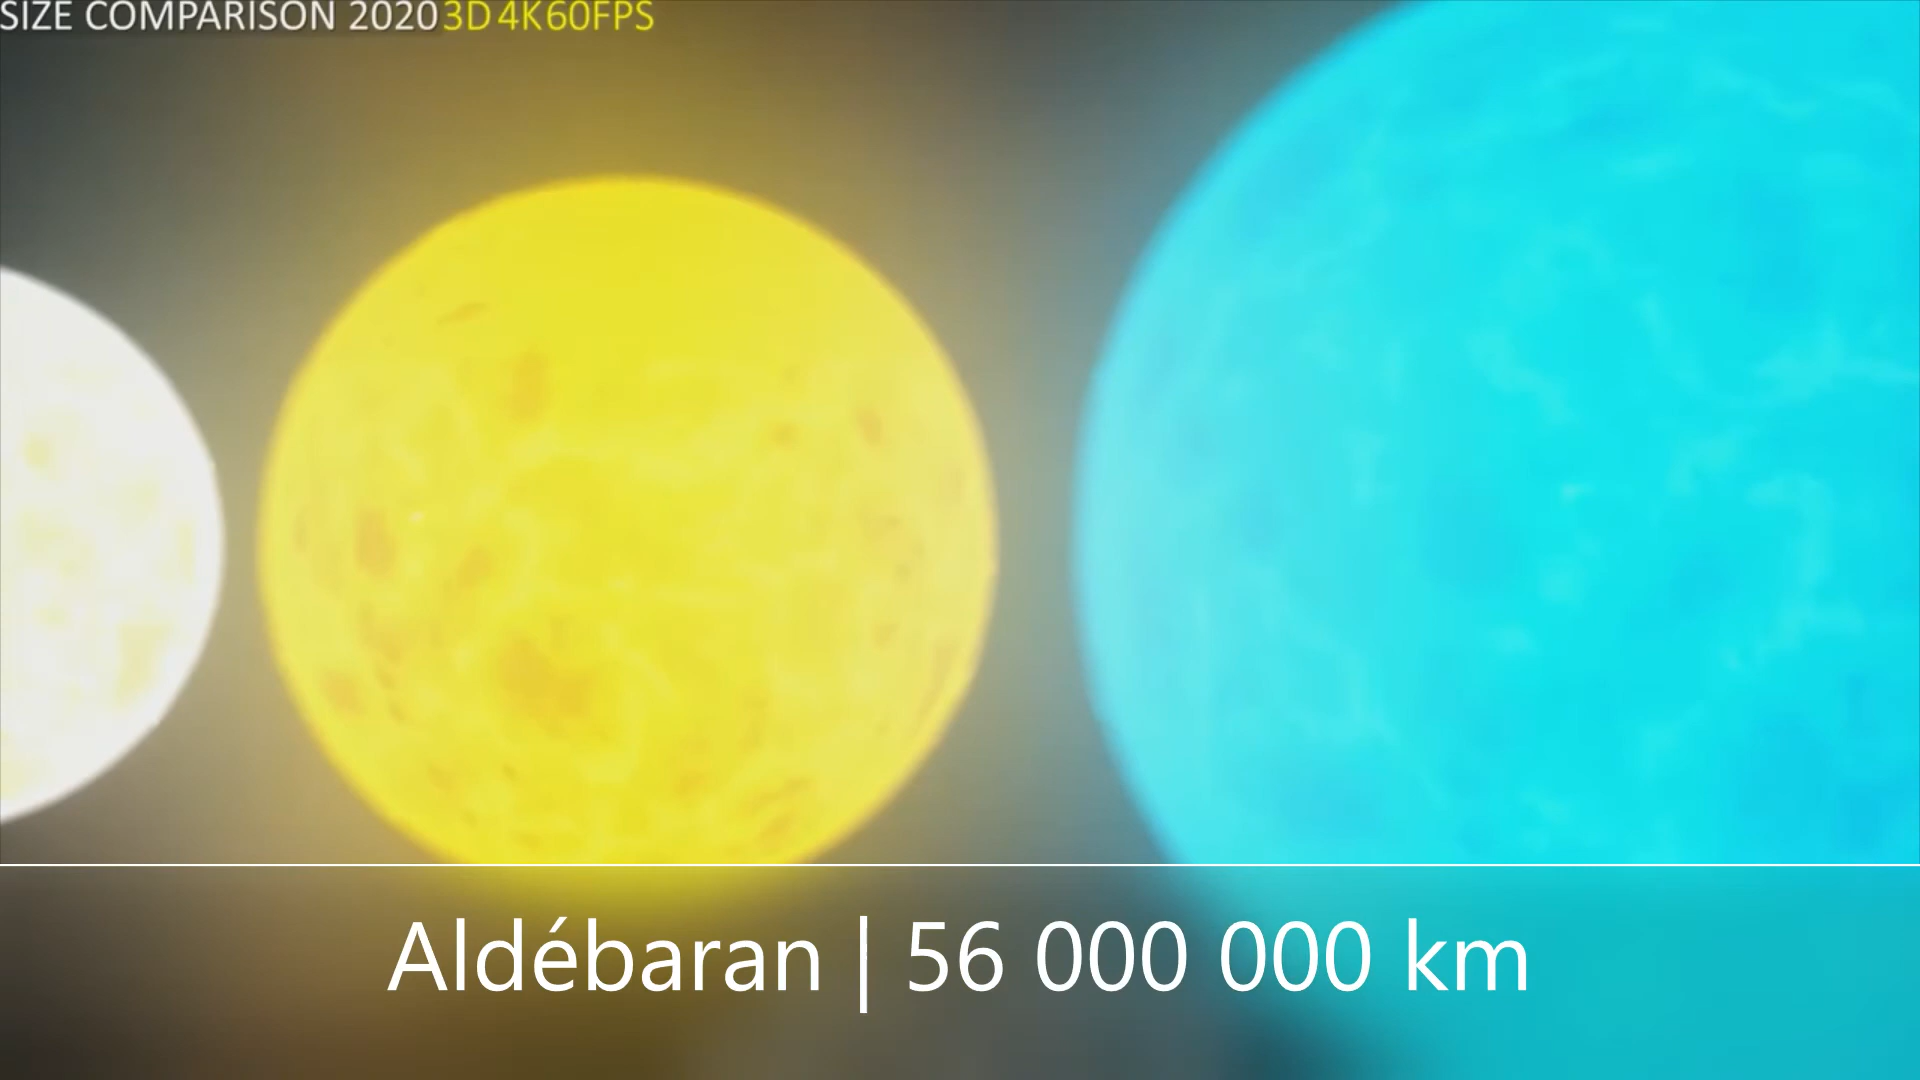 SIZE COMPARISON 2020 3D 4K60FPS
Aldébaran | 56 000 000 km